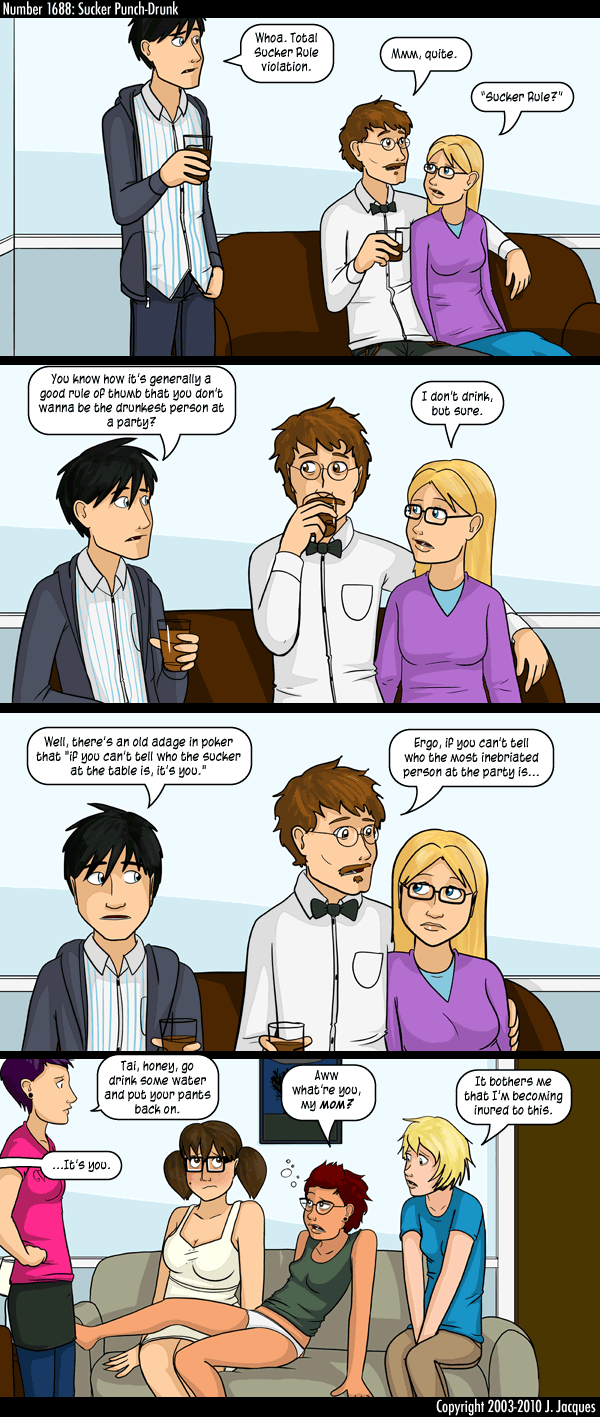 Number 1688: Sucker Punch-Drunk
Whoa. Total
Sucker Rule
violation.
Mmm, quite.
"Sucker Rule?"
You know how it's generally a
good rule of thumb that you don't
wanna be the drunkest person at
a party?
I don't drink,
but sure.
Well, there's an old adage in poker
that "if you can't tell who the sucker
at the table is, it's you."
Ergo, if you can't tell
who the most inebriated
person at the party is...
...It's you.
Tai, honey, go
drink some water
and put your pants
back on.
Aww
what're you,
my mom?
It bothers me
that I'm becoming
inured to this.
Copyright 2003-2010 J. Jacques